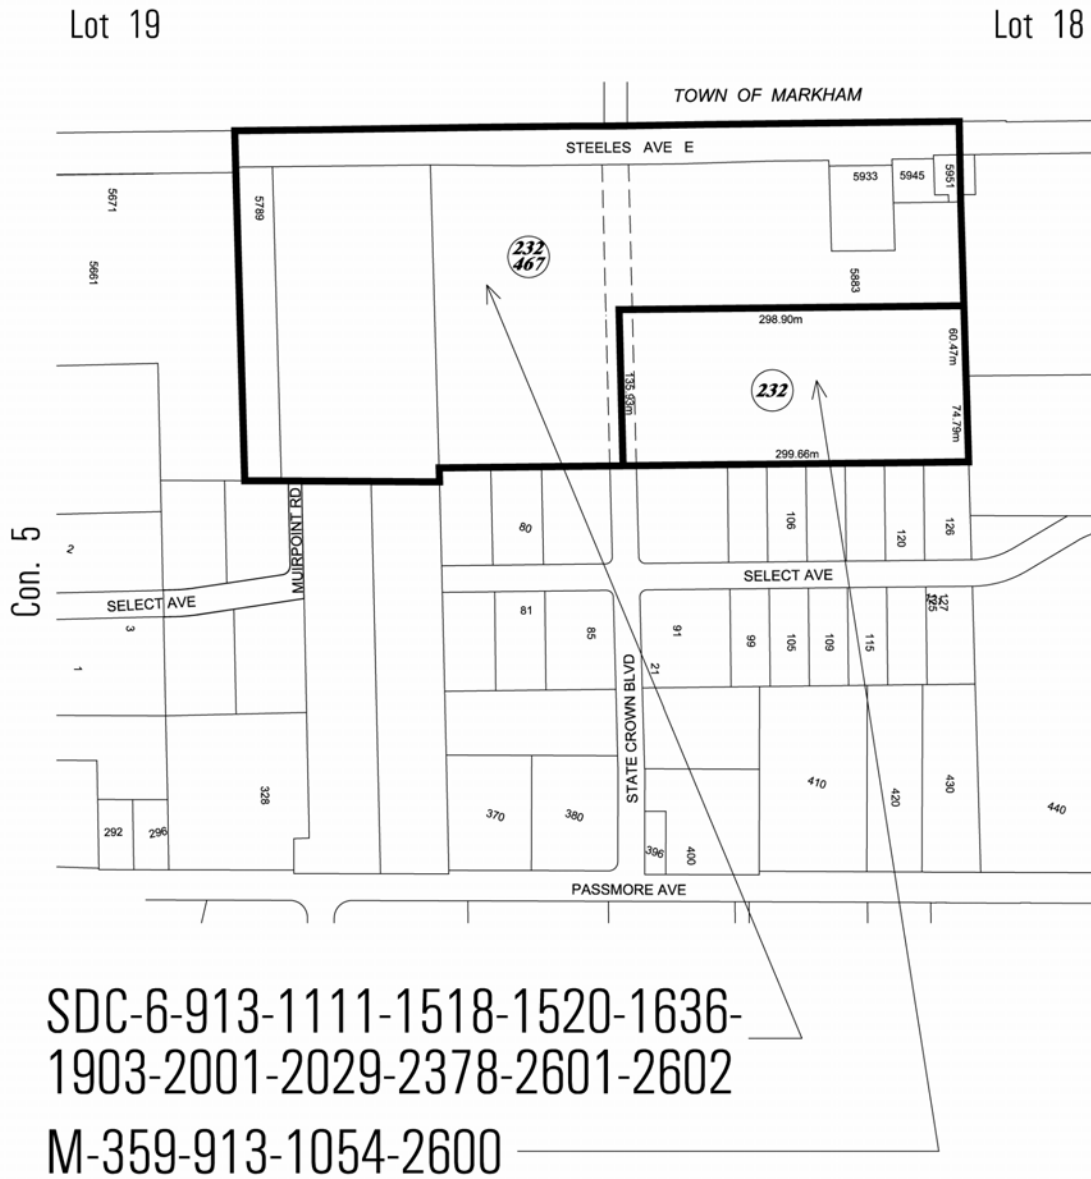 Lot 19
Lot 18
TOWN OF MARKHAM
STEELES AVE E
5671
5661
5789
232
467
5933
5945
5951
5883
298.90m
60.47m
135.93m
232
74.79m
299.66m
Con. 5
2
MUIRPOINT RD
80
106
120
126
SELECT AVE
SELECT AVE
3
1
81
85
91
21
99
105
109
115
125
127
STATE CROWN BLVD
328
292
296
370
380
396
400
410
420
430
440
PASSMORE AVE
SDC-6-913-1111-1518-1520-1636-
1903-2001-2029-2378-2601-2602
M-359-913-1054-2600